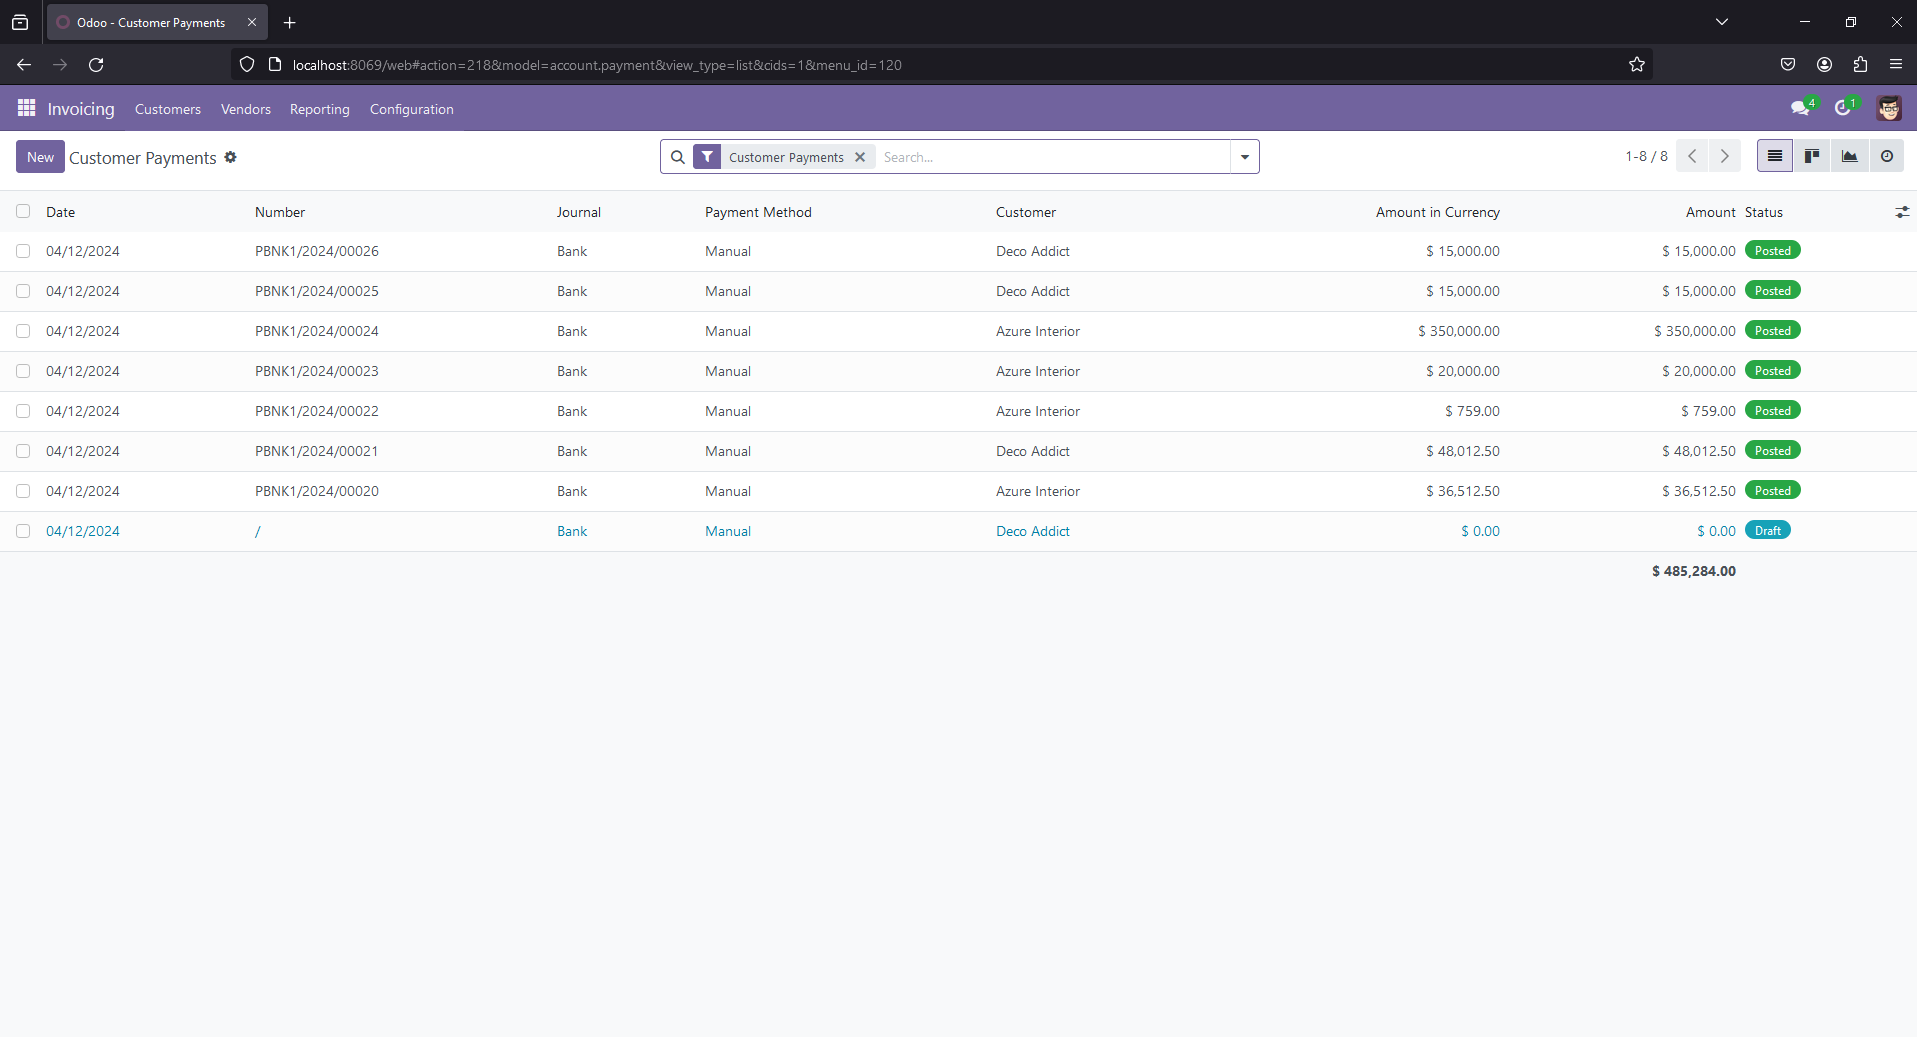 Odoo - Customer Payments
localhost:8069/web#action=218&model=account.payment&view_type=list&cids=1&menu_id=120
Invoicing Customers Vendors Reporting Configuration 4 1
New Customer Payments Customer Payments Search... 1-8 / 8
Date Number Journal Payment Method Customer Amount in Currency Amount Status
04/12/2024 PBNK1/2024/00026 Bank Manual Deco Addict $ 15,000.00 $ 15,000.00 Posted
04/12/2024 PBNK1/2024/00025 Bank Manual Deco Addict $ 15,000.00 $ 15,000.00 Posted
04/12/2024 PBNK1/2024/00024 Bank Manual Azure Interior $ 350,000.00 $ 350,000.00 Posted
04/12/2024 PBNK1/2024/00023 Bank Manual Azure Interior $ 20,000.00 $ 20,000.00 Posted
04/12/2024 PBNK1/2024/00022 Bank Manual Azure Interior $ 759.00 $ 759.00 Posted
04/12/2024 PBNK1/2024/00021 Bank Manual Deco Addict $ 48,012.50 $ 48,012.50 Posted
04/12/2024 PBNK1/2024/00020 Bank Manual Azure Interior $ 36,512.50 $ 36,512.50 Posted
04/12/2024 / Bank Manual Deco Addict $ 0.00 $ 0.00 Draft
$ 485,284.00